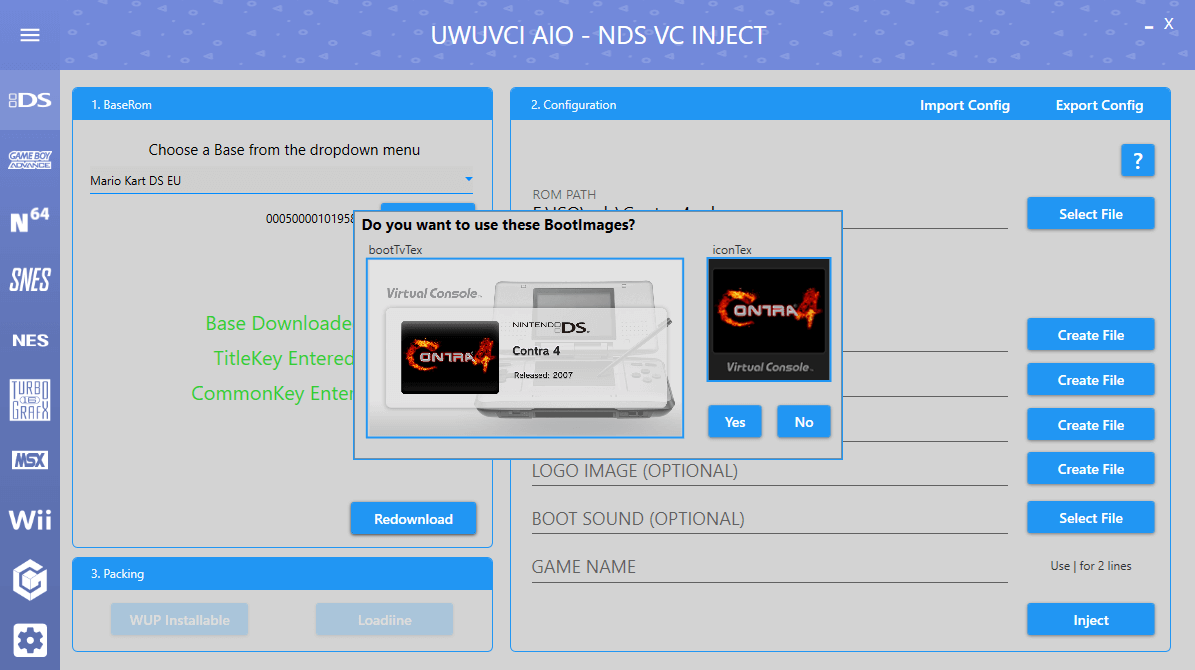 UWUVCI AIO - NDS VC INJECT
X
DS
GAME BOY
ADVANCE
N64
SNES
NES
TURBO
16
GRAFX
MSX
Wii
1. BaseRom
Choose a Base from the dropdown menu
Mario Kart DS EU
00050000101958
Base Downloade
TitleKey Entered
CommonKey Enter
Redownload
3. Packing
WUP Installable
Loadiine
2. Configuration
Import Config
Export Config
?
ROM PATH
Select File
Create File
Create File
Create File
LOGO IMAGE (OPTIONAL)
Create File
BOOT SOUND (OPTIONAL)
Select File
GAME NAME
Use | for 2 lines
Inject
Do you want to use these BootImages?
bootTvTex
Virtual Console
CONTRA 4
NINTENDO DS
Contra 4
Released: 2007
iconTex
CONTRA 4
Virtual Console
Yes
No